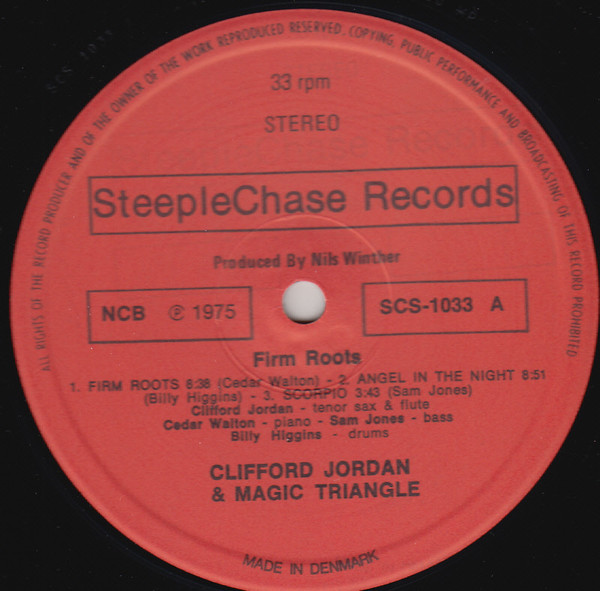 ALL RIGHTS OF THE RECORD PRODUCER AND OF THE OWNER OF THE WORK REPRODUCED RESERVED. COPYING, PUBLIC PERFORMANCE AND BROADCASTING OF THIS RECORD PROHIBITED
33 rpm
STEREO
SteepleChase Records
Produced By Nils Winther
NCB ℗ 1975
SCS-1033 A
Firm Roots
1. FIRM ROOTS 6:38 (Cedar Walton) - 2. ANGEL IN THE NIGHT 8:51
(Billy Higgins) - 3. SCORPIO 3:43 (Sam Jones)
Clifford Jordan - tenor sax & flute
Cedar Walton - piano - Sam Jones - bass
Billy Higgins - drums
CLIFFORD JORDAN
& MAGIC TRIANGLE
MADE IN DENMARK